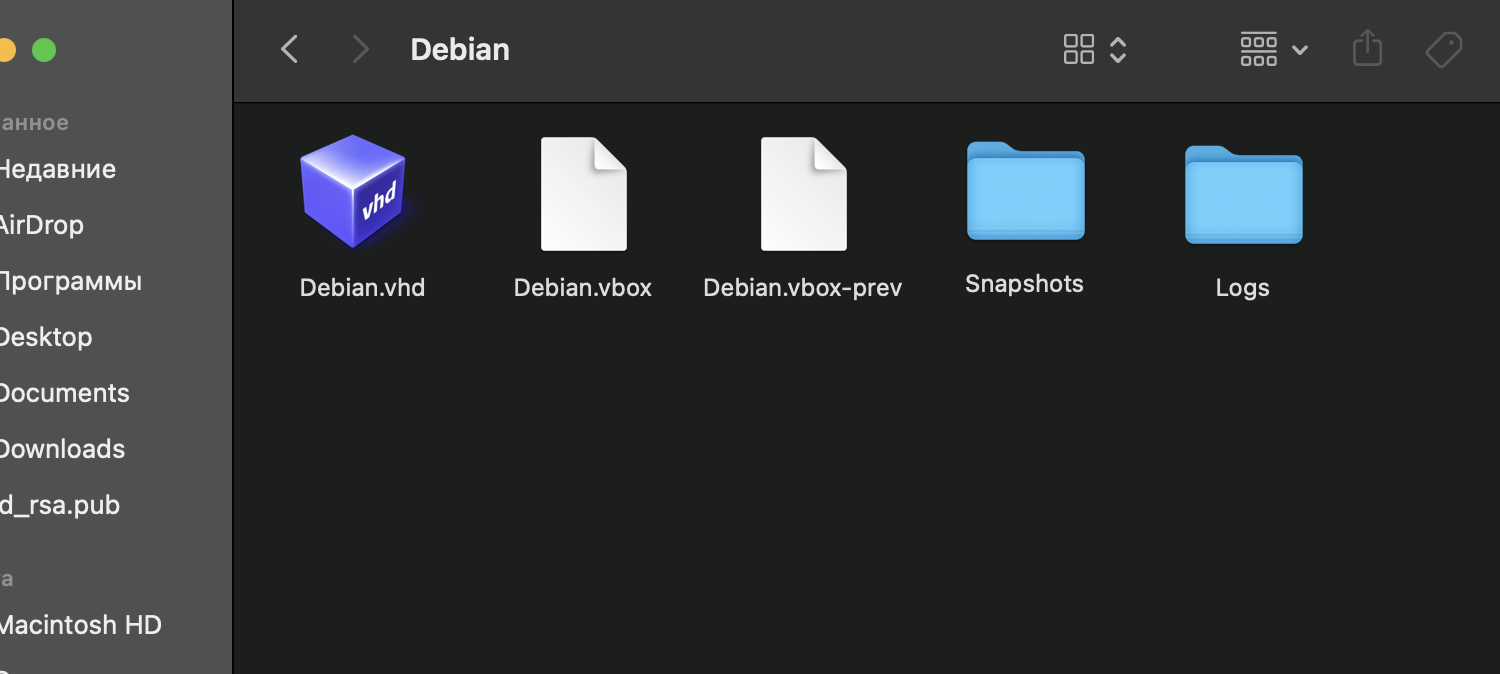 Debian
анное
Недавние
AirDrop
Программы
Desktop
Documents
Downloads
d_rsa.pub
а
Macintosh HD
vhd
Debian.vhd
Debian.vbox
Debian.vbox-prev
Snapshots
Logs